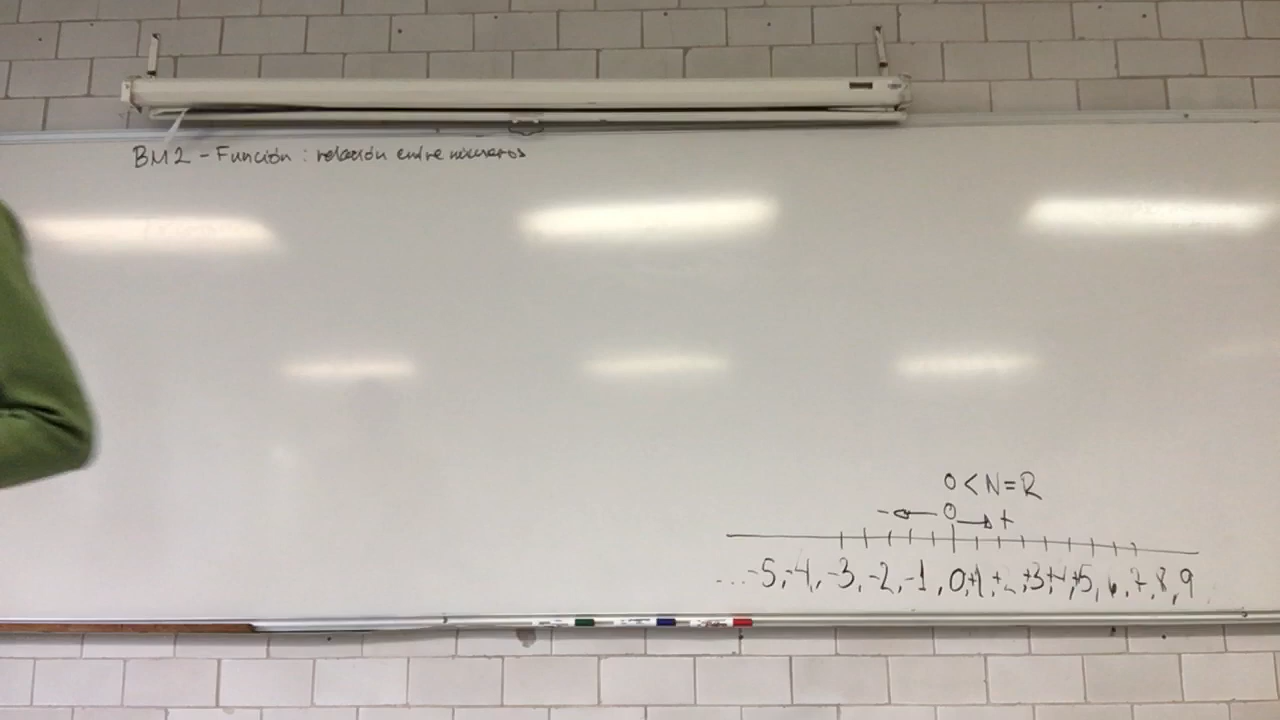 BM2 - Función : relación entre números
0 < N = R
- ← 0 → +
...-5, -4, -3, -2, -1, 0, +1, +2, +3, +4, +5, 6, 7, 8, 9